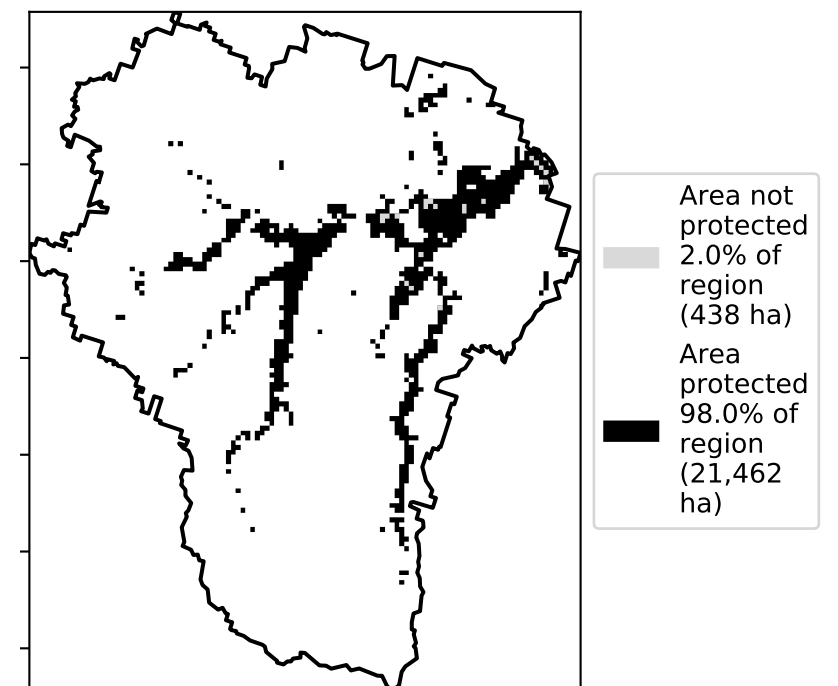 Area not
protected
2.0% of
region
(438 ha)
Area
protected
98.0% of
region
(21,462
ha)